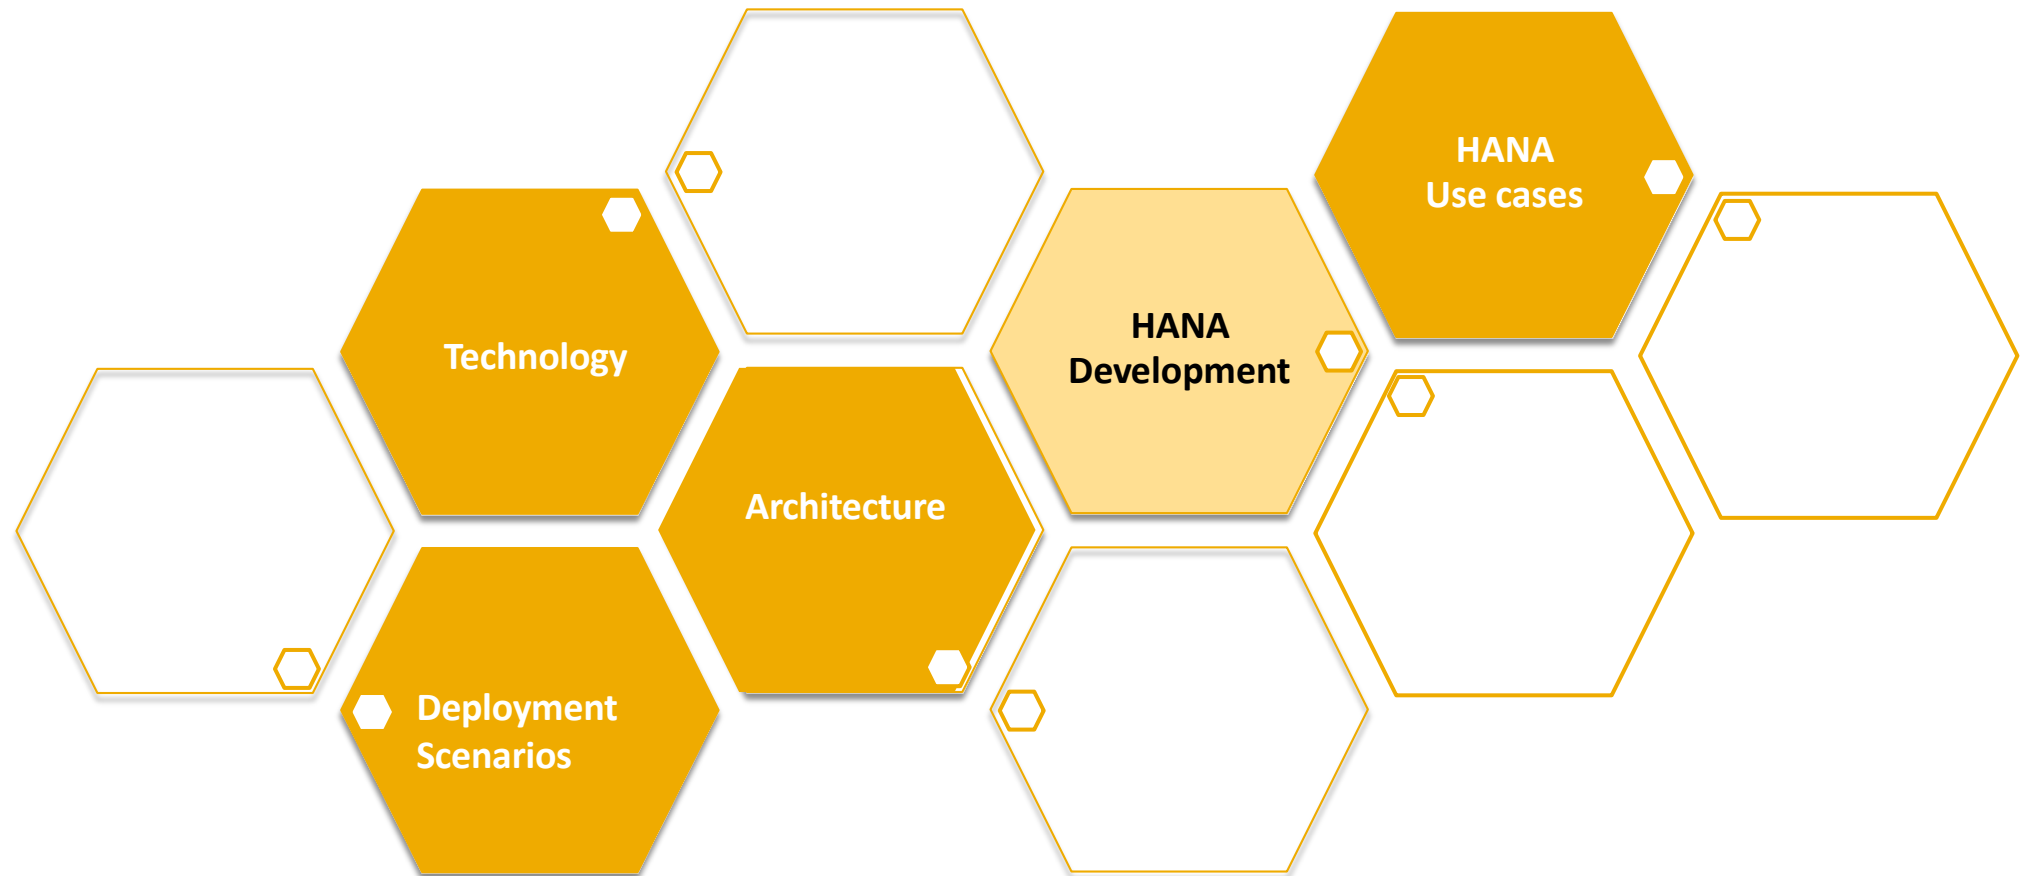 HANA
Use cases
HANA
Development
Technology
Architecture
Deployment
Scenarios